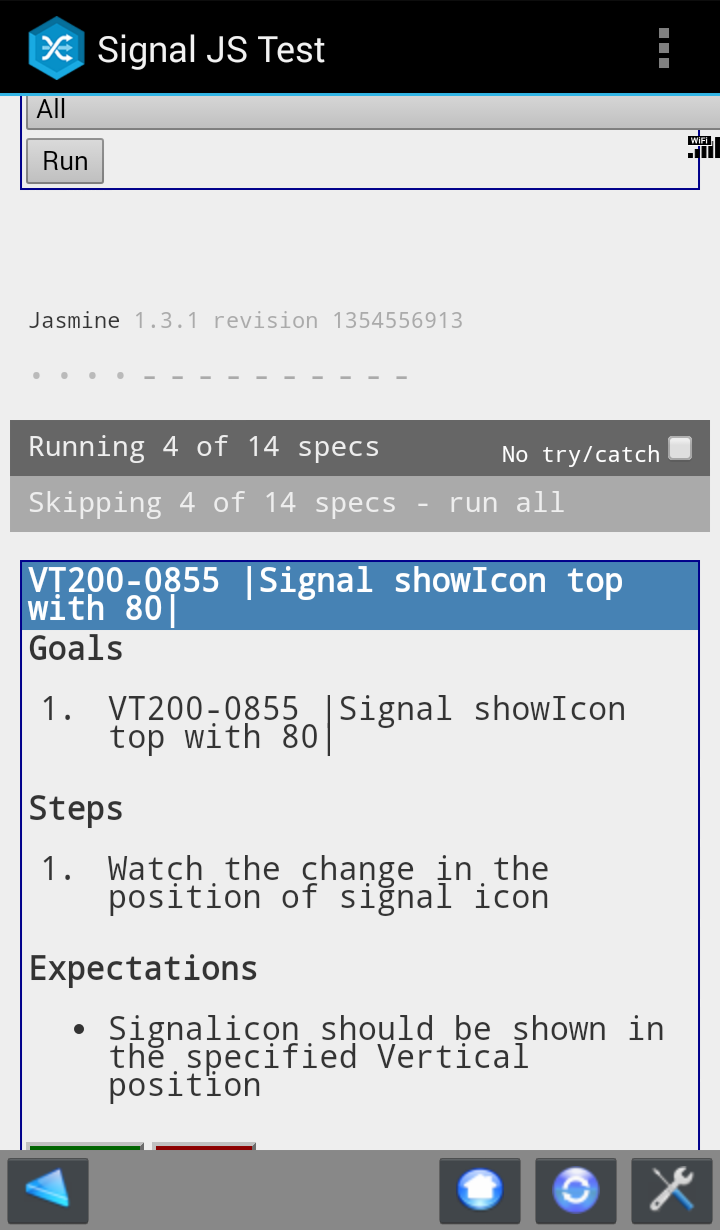 Signal JS Test
All
Run
WiFi
Jasmine 1.3.1 revision 1354556913
Running 4 of 14 specs
No try/catch
Skipping 4 of 14 specs - run all
VT200-0855 |Signal showIcon top
with 80|
Goals
1. VT200-0855 |Signal showIcon
top with 80|
Steps
1. Watch the change in the
position of signal icon
Expectations
• Signalicon should be shown in
the specified Vertical
position